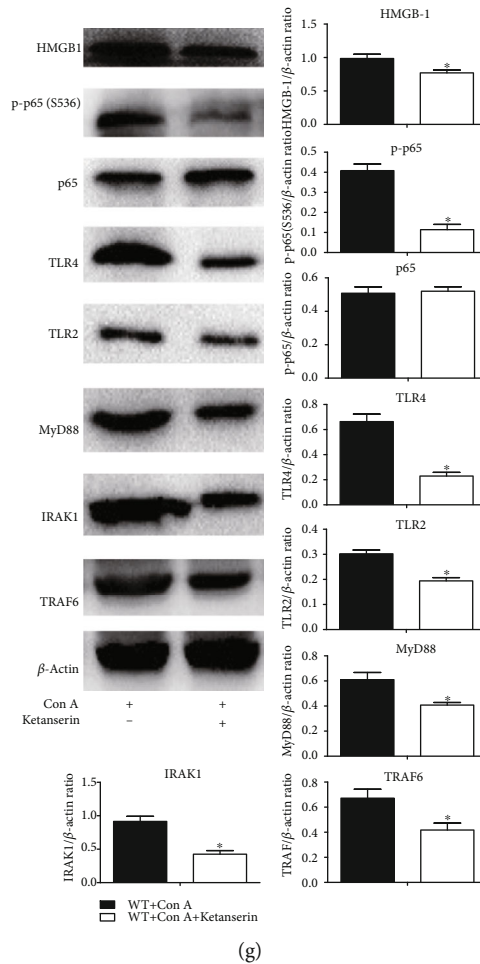 HMGB1
p-p65 (S536)
p65
TLR4
TLR2
MyD88
IRAK1
TRAF6
β-Actin
Con A + +
Ketanserin – +
HMGB-1
HMGB-1/β-actin ratio
1.5
1.0
0.5
0.0
*
p-p65
p-p65(S536/β-actin ratio
0.5
0.4
0.3
0.2
0.1
0.0
*
p65
p-p65/β-actin ratio
0.6
0.4
0.2
0.0
TLR4
TLR4/β-actin ratio
0.8
0.6
0.4
0.2
0.0
*
TLR2
TLR2/β-actin ratio
0.4
0.3
0.2
0.1
0.0
*
MyD88
MyD88/β-actin ratio
0.8
0.6
0.4
0.2
0.0
*
IRAK1
IRAK1/β-actin ratio
1.5
1.0
0.5
0.0
*
TRAF6
TRAF/β-actin ratio
0.8
0.6
0.4
0.2
0.0
*
WT+Con A
WT+Con A+Ketanserin
(g)